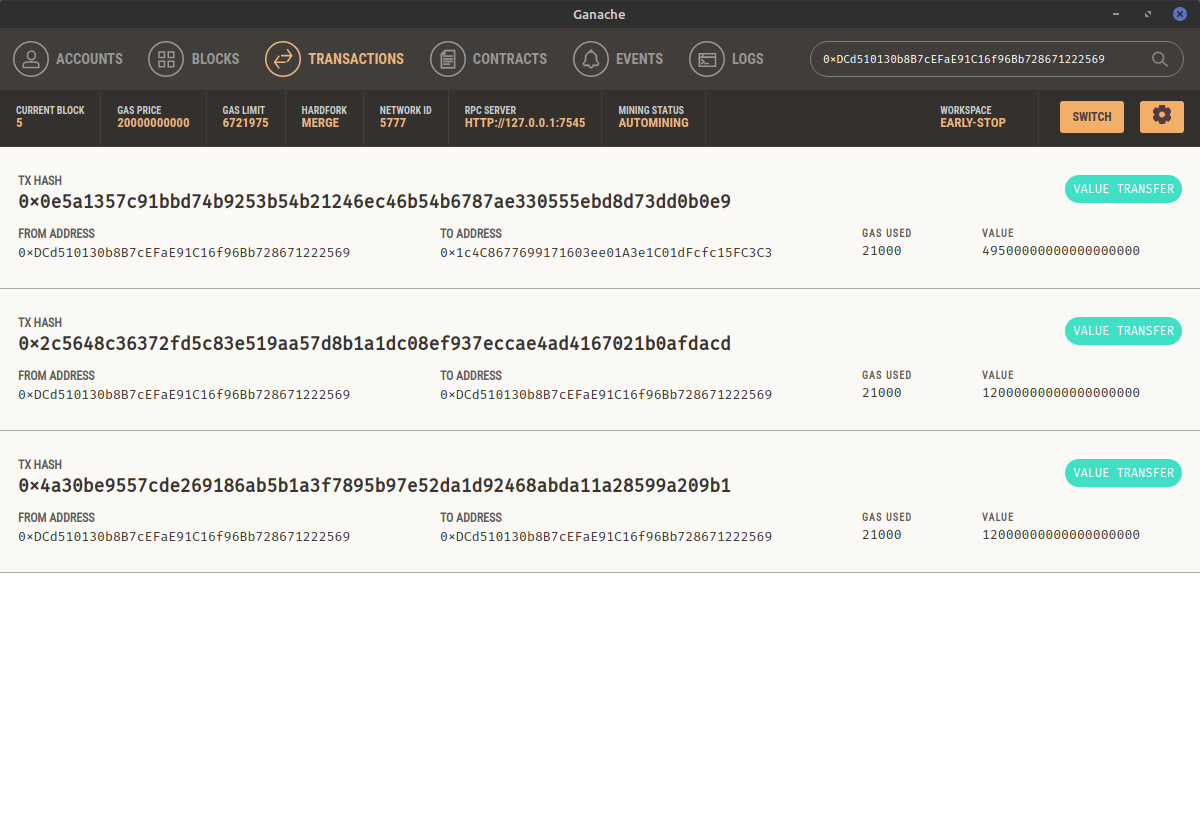 Ganache
ACCOUNTS BLOCKS TRANSACTIONS CONTRACTS EVENTS LOGS 0×DCd510130b8B7cEFaE91C16f96Bb728671222569
CURRENT BLOCK GAS PRICE GAS LIMIT HARDFORK NETWORK ID RPC SERVER MINING STATUS WORKSPACE
5 20000000000 6721975 MERGE 5777 HTTP://127.0.0.1:7545 AUTOMINING EARLY-STOP SWITCH
TX HASH
0×0e5a1357c91bbd74b9253b54b21246ec46b54b6787ae330555ebd8d73dd0b0e9 VALUE TRANSFER
FROM ADDRESS TO ADDRESS GAS USED VALUE
0×DCd510130b8B7cEFaE91C16f96Bb728671222569 0×1c4C8677699171603ee01A3e1C01dFcfc15FC3C3 21000 49500000000000000000
TX HASH
0×2c5648c36372fd5c83e519aa57d8b1a1dc08ef937eccae4ad4167021b0afdacd VALUE TRANSFER
FROM ADDRESS TO ADDRESS GAS USED VALUE
0×DCd510130b8B7cEFaE91C16f96Bb728671222569 0×DCd510130b8B7cEFaE91C16f96Bb728671222569 21000 12000000000000000000
TX HASH
0×4a30be9557cde269186ab5b1a3f7895b97e52da1d92468abda11a28599a209b1 VALUE TRANSFER
FROM ADDRESS TO ADDRESS GAS USED VALUE
0×DCd510130b8B7cEFaE91C16f96Bb728671222569 0×DCd510130b8B7cEFaE91C16f96Bb728671222569 21000 12000000000000000000